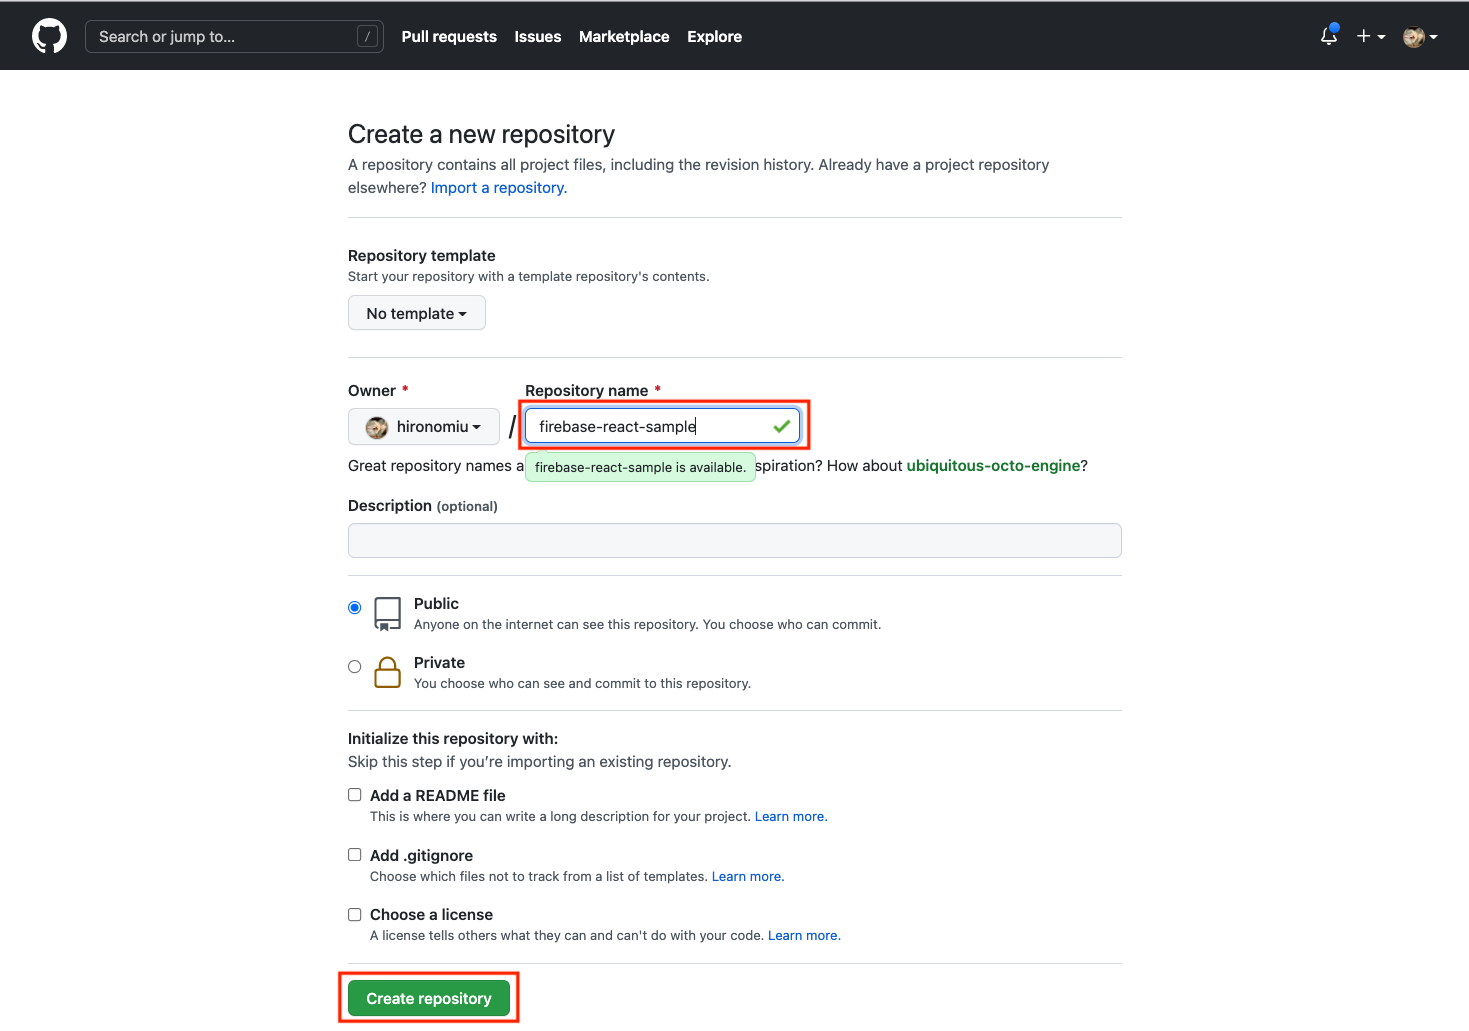 Search or jump to... / Pull requests Issues Marketplace Explore
Create a new repository
A repository contains all project files, including the revision history. Already have a project repository
elsewhere? Import a repository.
Repository template
Start your repository with a template repository's contents.
No template
Owner * Repository name *
hironomiu / firebase-react-sample
Great repository names a firebase-react-sample is available. spiration? How about ubiquitous-octo-engine?
Description (optional)
Public
Anyone on the internet can see this repository. You choose who can commit.
Private
You choose who can see and commit to this repository.
Initialize this repository with:
Skip this step if you’re importing an existing repository.
Add a README file
This is where you can write a long description for your project. Learn more.
Add .gitignore
Choose which files not to track from a list of templates. Learn more.
Choose a license
A license tells others what they can and can't do with your code. Learn more.
Create repository